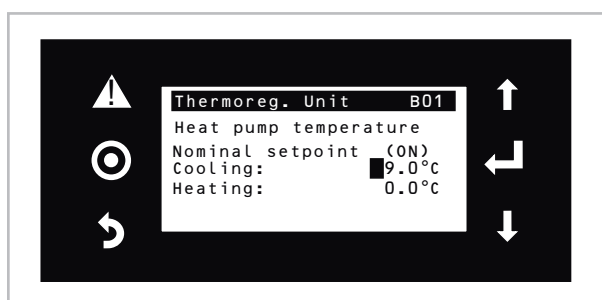 Thermoreg. Unit B01
Heat pump temperature
Nominal setpoint (ON)
Cooling: 9.0°C
Heating: 0.0°C